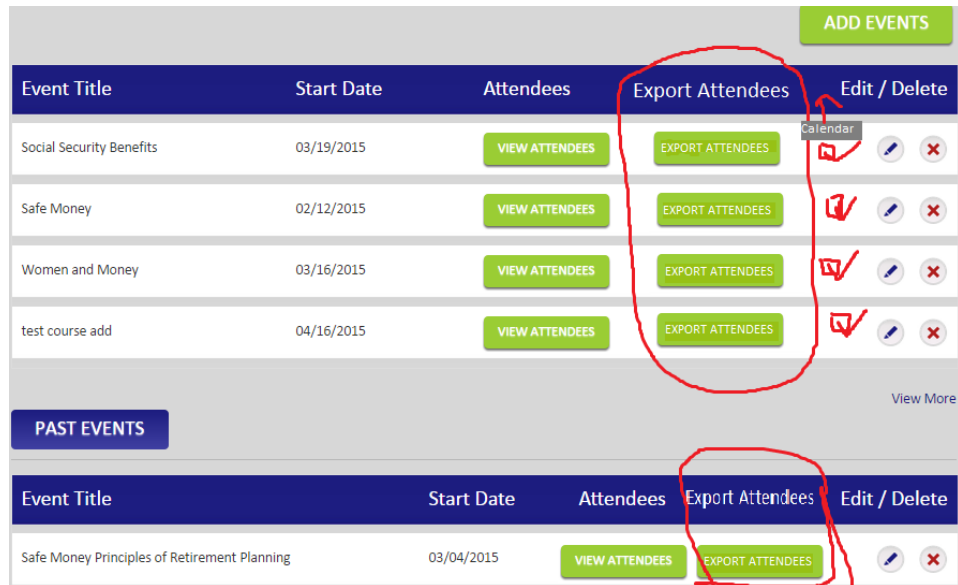 ADD EVENTS
Event Title Start Date Attendees Export Attendees Edit / Delete
Calendar
Social Security Benefits 03/19/2015 VIEW ATTENDEES EXPORT ATTENDEES
Safe Money 02/12/2015 VIEW ATTENDEES EXPORT ATTENDEES
Women and Money 03/16/2015 VIEW ATTENDEES EXPORT ATTENDEES
test course add 04/16/2015 VIEW ATTENDEES EXPORT ATTENDEES
View More
PAST EVENTS
Event Title Start Date Attendees Export Attendees Edit / Delete
Safe Money Principles of Retirement Planning 03/04/2015 VIEW ATTENDEES EXPORT ATTENDEES